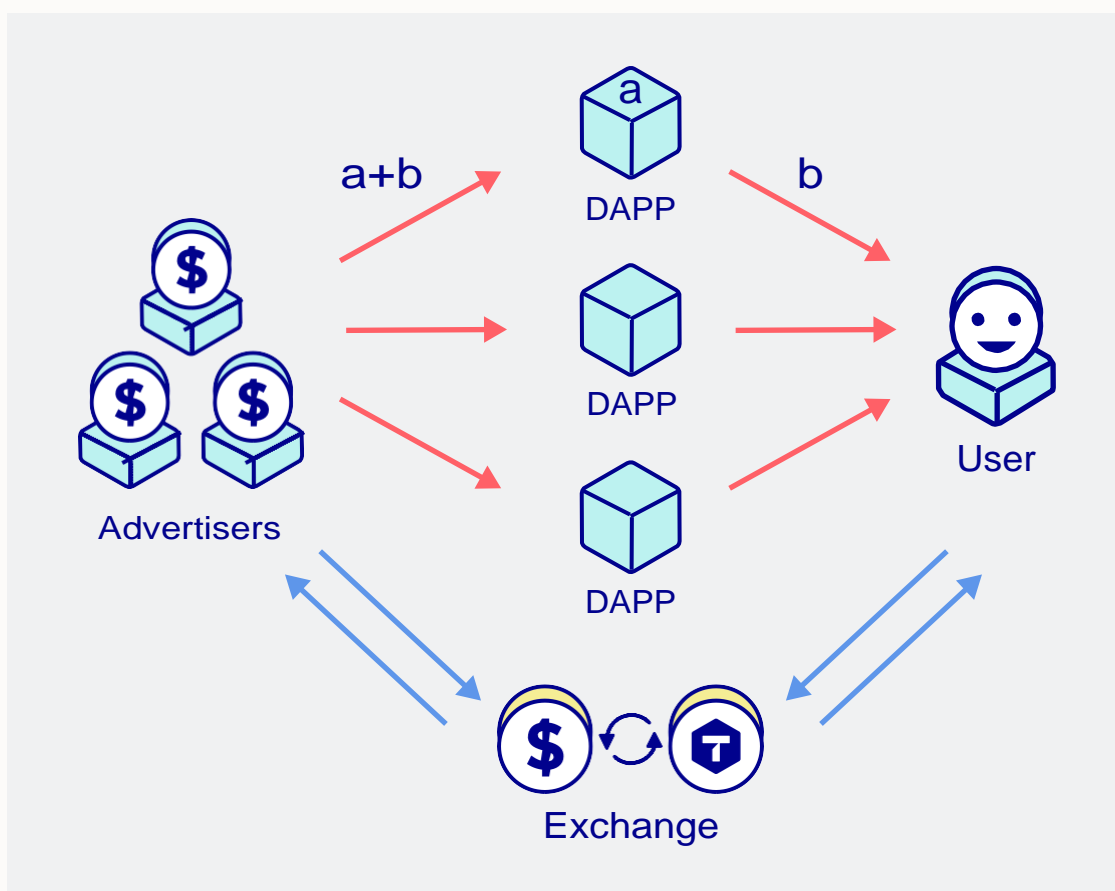 a
a+b
b
DAPP
$
DAPP
$
$
User
Advertisers
DAPP
$
T
Exchange